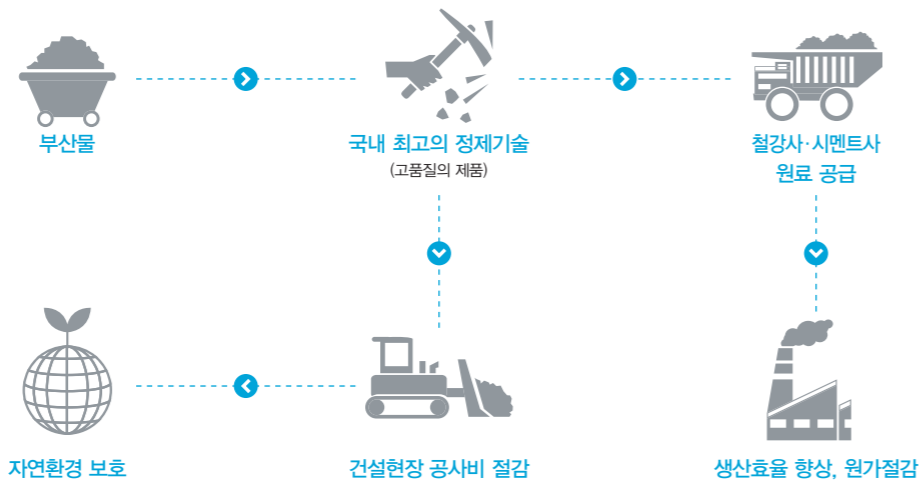 부산물
국내 최고의 정제기술
(고품질의 제품)
철강사·시멘트사
원료 공급
자연환경 보호
건설현장 공사비 절감
생산효율 향상, 원가절감